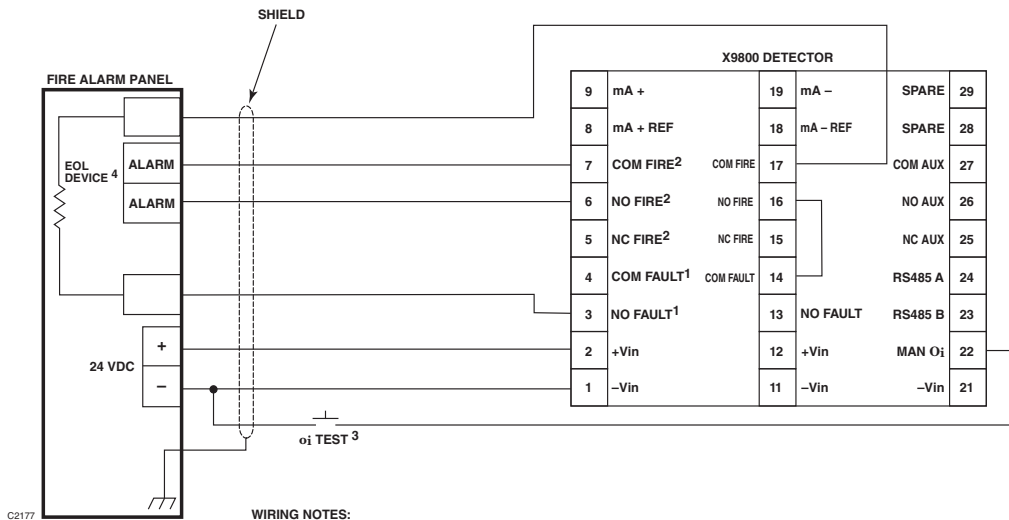 SHIELD
X9800 DETECTOR
FIRE ALARM PANEL
EOL
DEVICE 4
ALARM
ALARM
24 VDC
+
–
oi TEST 3
9 mA +
8 mA + REF
7 COM FIRE2
6 NO FIRE2
5 NC FIRE2
4 COM FAULT1
3 NO FAULT1
2 +Vin
1 –Vin
19 mA –
18 mA – REF
COM FIRE 17
NO FIRE 16
NC FIRE 15
COM FAULT 14
13 NO FAULT
12 +Vin
11 –Vin
SPARE 29
SPARE 28
COM AUX 27
NO AUX 26
NC AUX 25
RS485 A 24
RS485 B 23
MAN Oi 22
–Vin 21
C2177
WIRING NOTES: